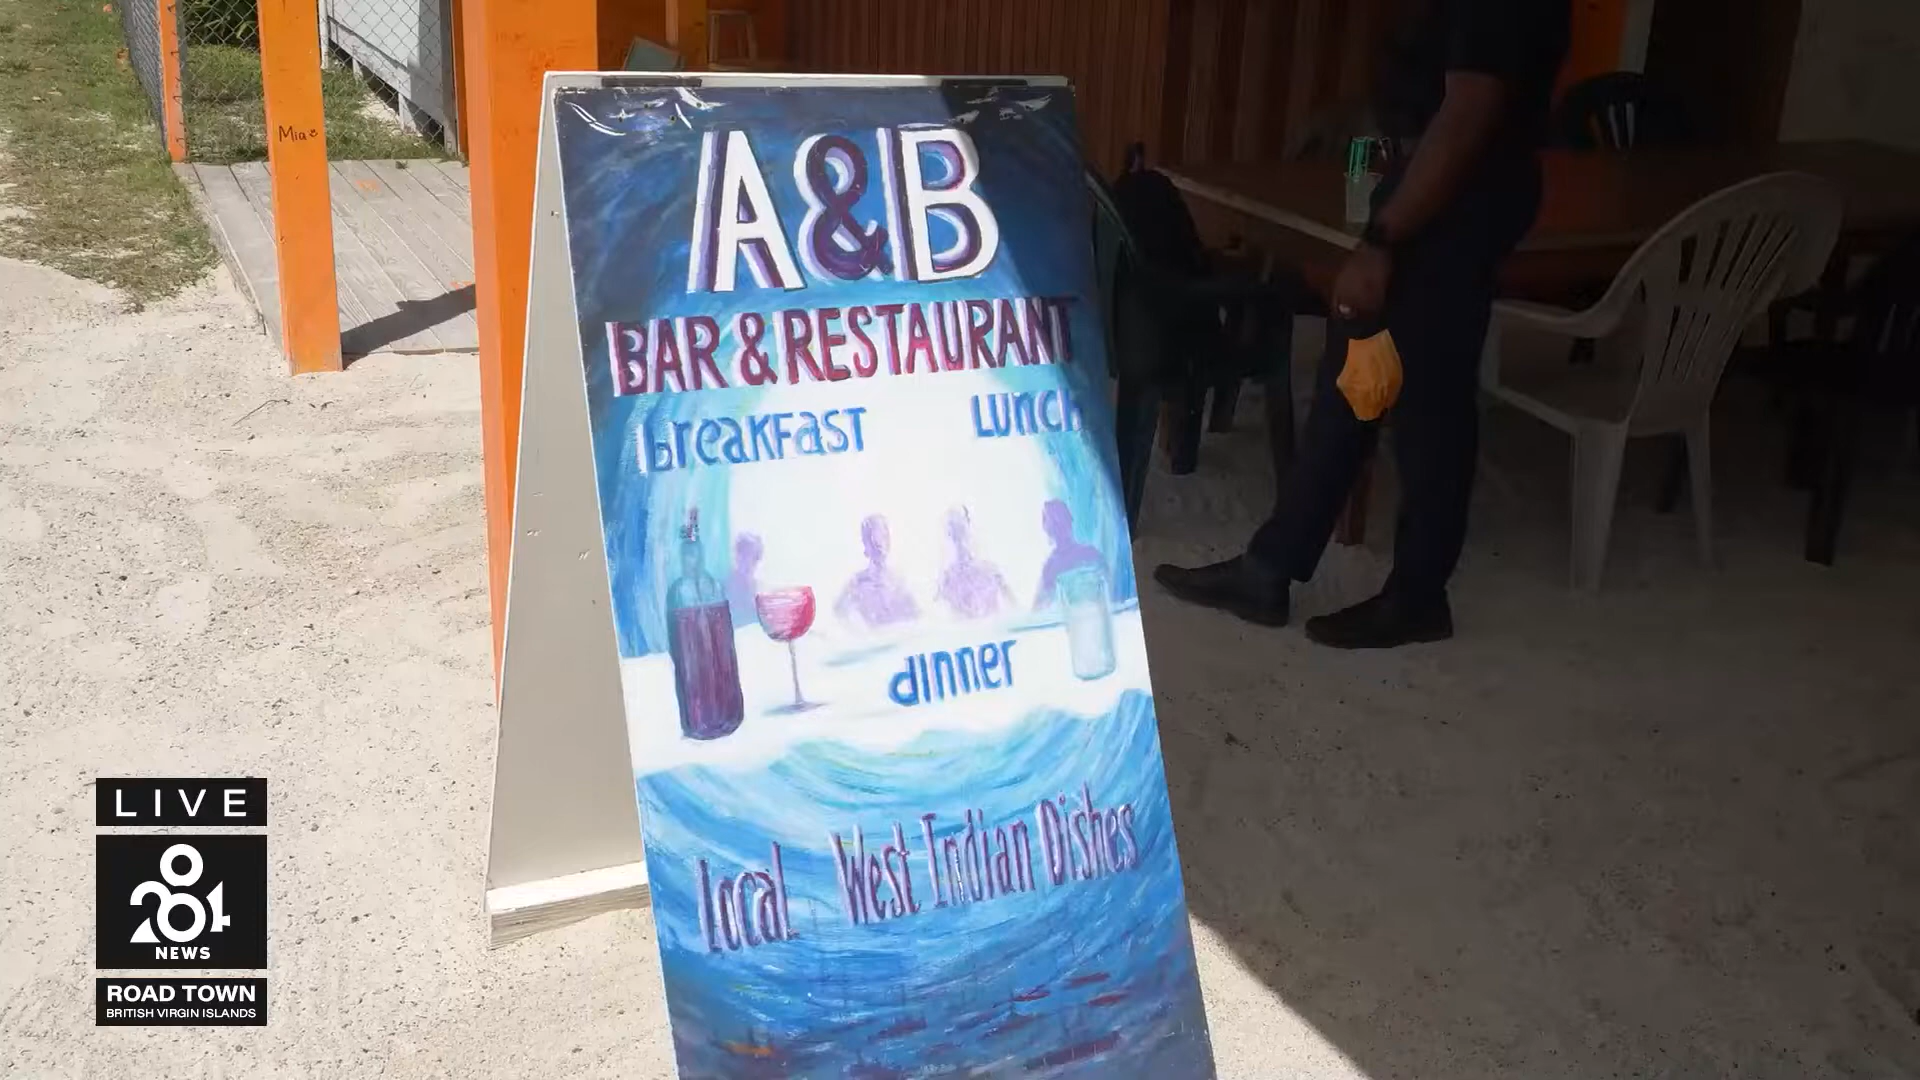 Mia
A&B
BAR & RESTAURANT
breakfast
Lunch
dinner
Local West Indian Dishes
LIVE
284
NEWS
ROAD TOWN
BRITISH VIRGIN ISLANDS